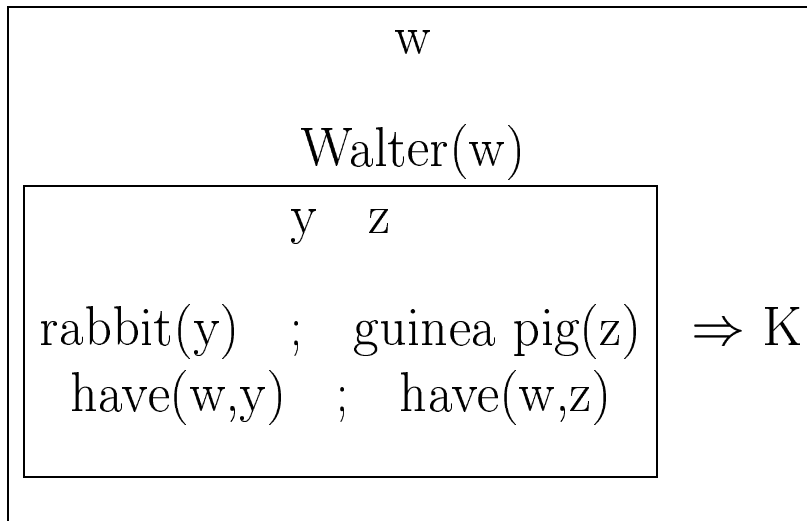 w
Walter(w)
y z
rabbit(y) ; guinea pig(z) ⇒ K
have(w,y) ; have(w,z)